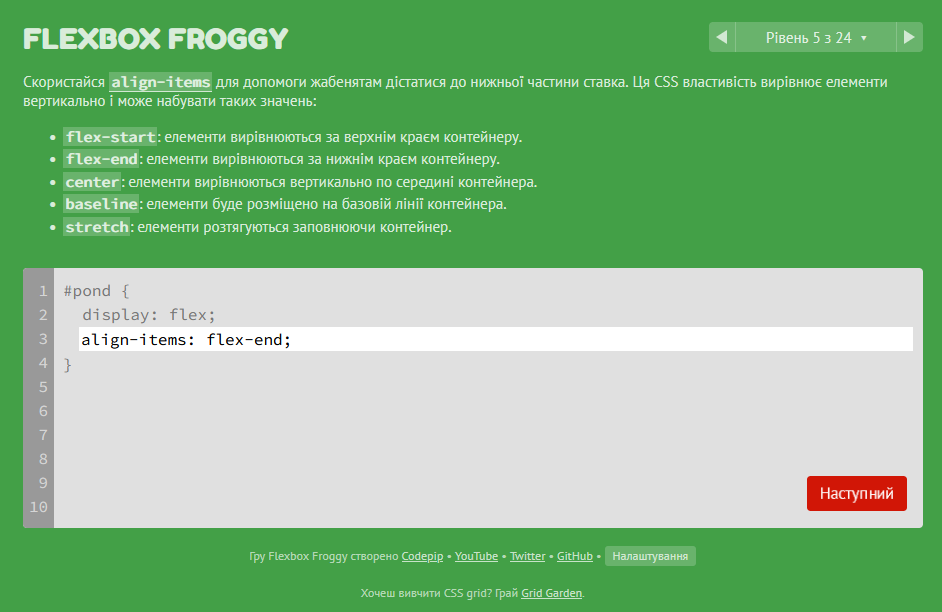 FLEXBOX FROGGY
◀ Рівень 5 з 24 ▾ ▶
Скористайся align-items для допомоги жабенятам дістатися до нижньої частини ставка. Ця CSS властивість вирівнює елементи
вертикально і може набувати таких значень:
• flex-start: елементи вирівнюються за верхнім краєм контейнеру.
• flex-end: елементи вирівнюються за нижнім краєм контейнеру.
• center: елементи вирівнюються вертикально по середині контейнера.
• baseline: елементи буде розміщено на базовій лінії контейнера.
• stretch: елементи розтягуються заповнюючи контейнер.
1 #pond {
2 display: flex;
3 align-items: flex-end;
4 }
5
6
7
8
9
10
Наступний
Гру Flexbox Froggy створено Codepip • YouTube • Twitter • GitHub • Налаштування
Хочеш вивчити CSS grid? Грай Grid Garden.